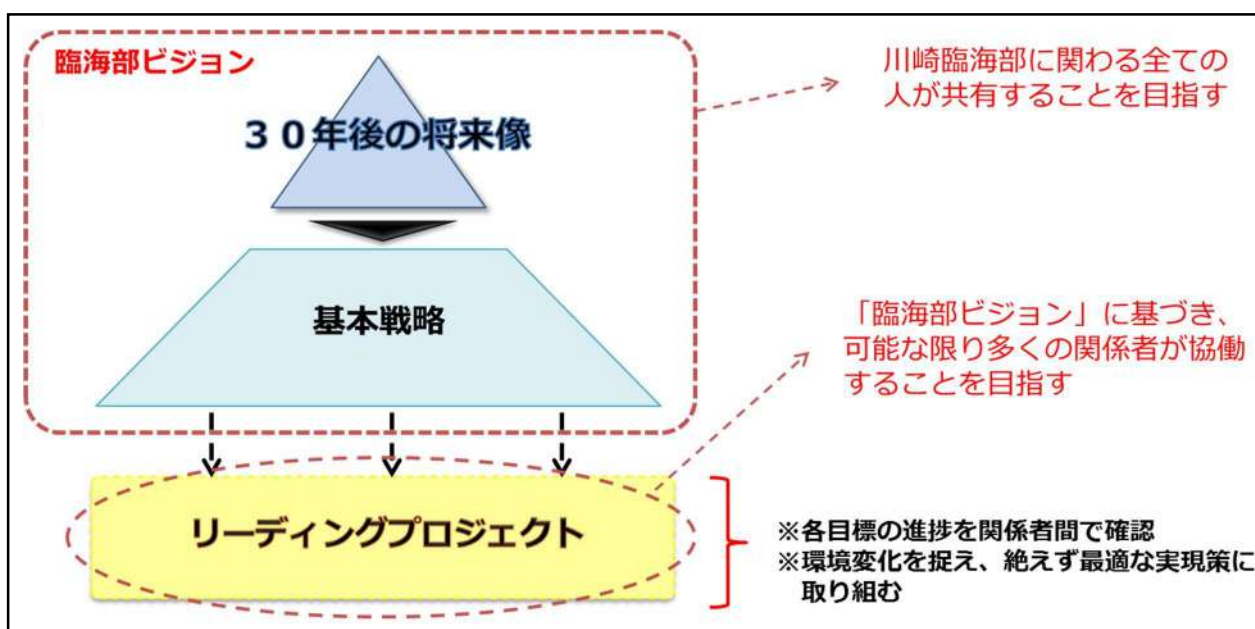 臨海部ビジョン
３０年後の将来像
基本戦略
リーディングプロジェクト
川崎臨海部に関わる全ての
人が共有することを目指す
「臨海部ビジョン」に基づき、
可能な限り多くの関係者が協働
することを目指す
※各目標の進捗を関係者間で確認
※環境変化を捉え、絶えず最適な実現策に
取り組む